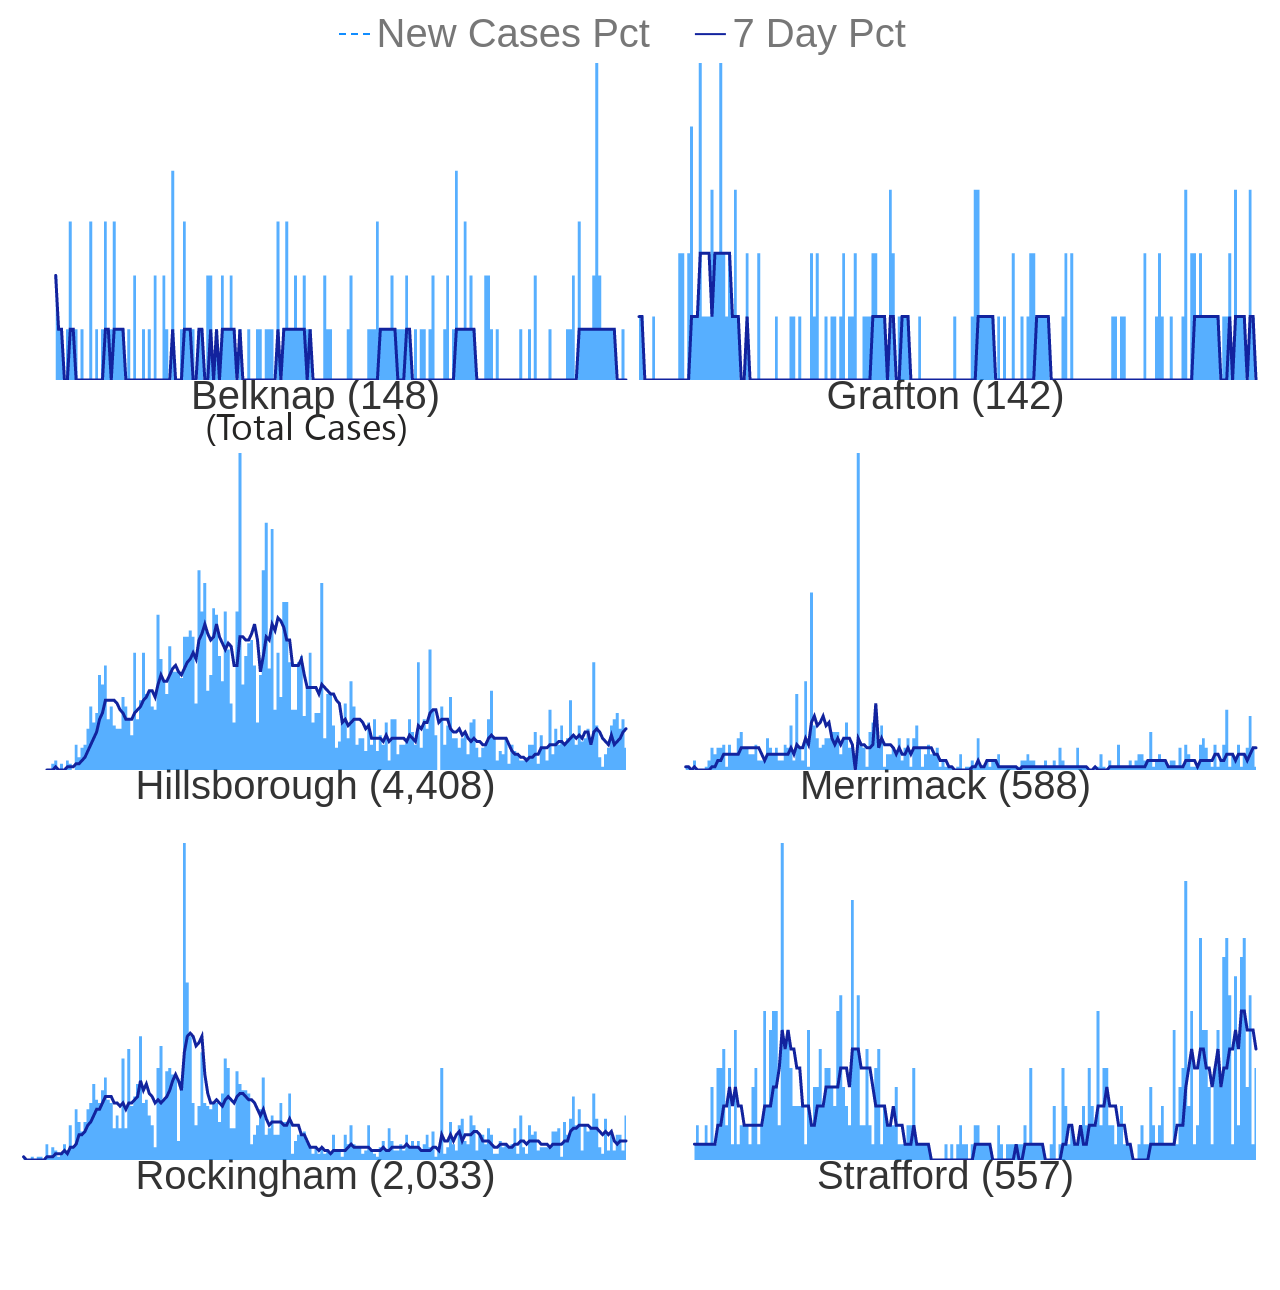 New Cases Pct 7 Day Pct
Belknap (148) Grafton (142)
(Total Cases)
Hillsborough (4,408) Merrimack (588)
Rockingham (2,033) Strafford (557)